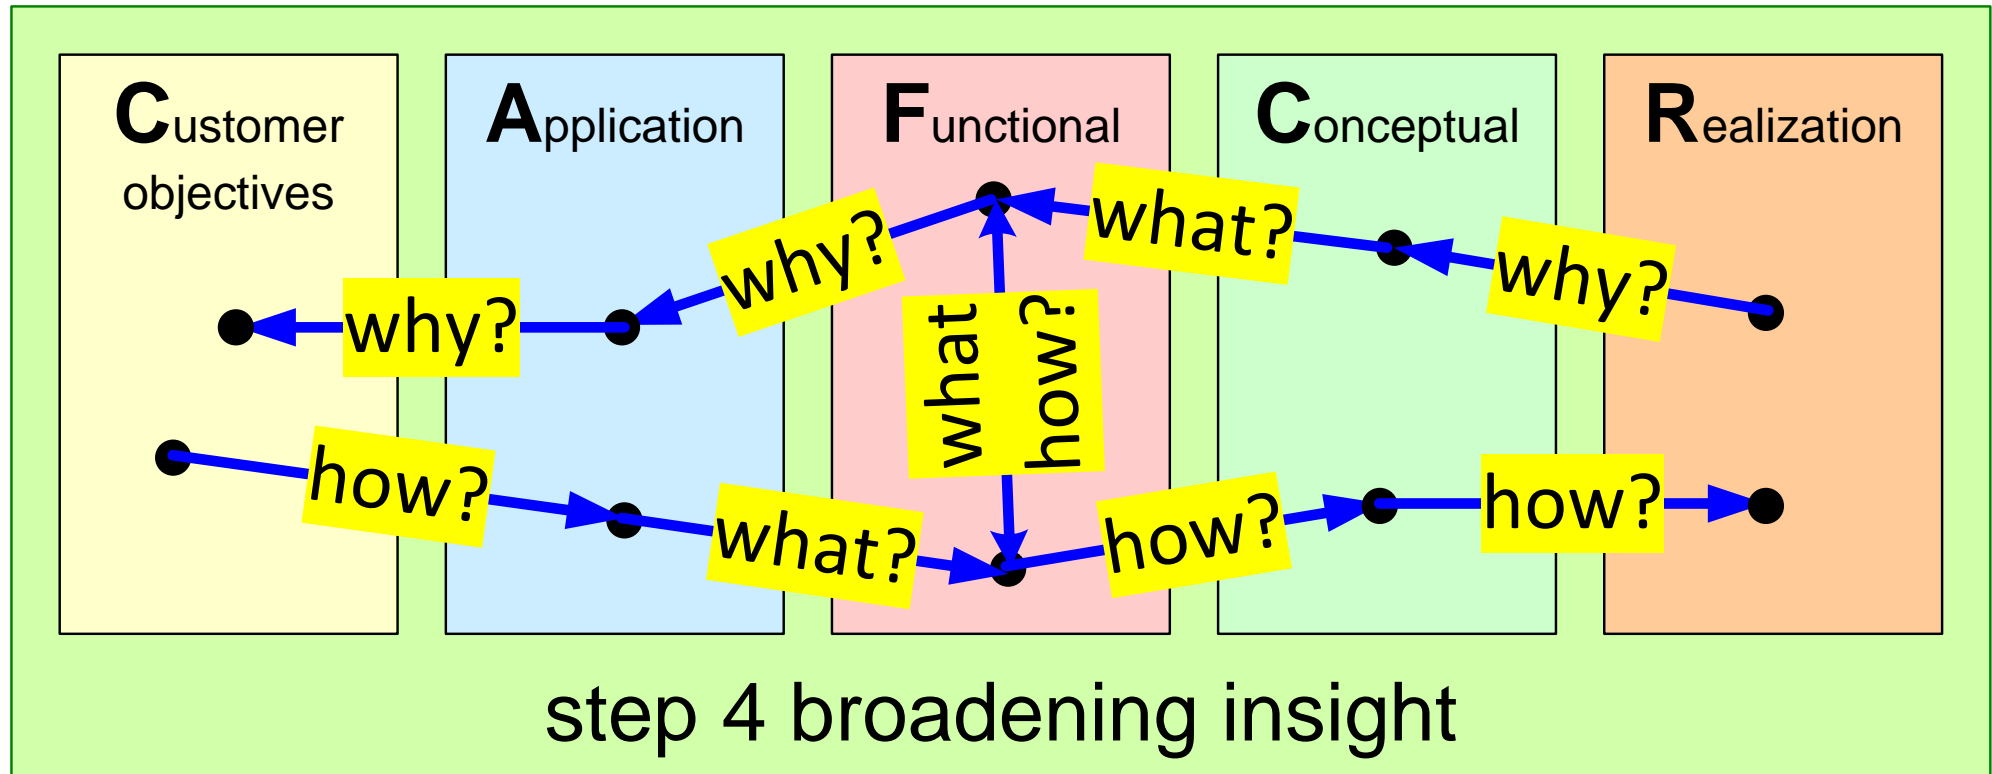 Customer
objectives
Application
Functional
Conceptual
Realization
why?
why?
what?
why?
what
how?
how?
what?
how?
how?
step 4 broadening insight